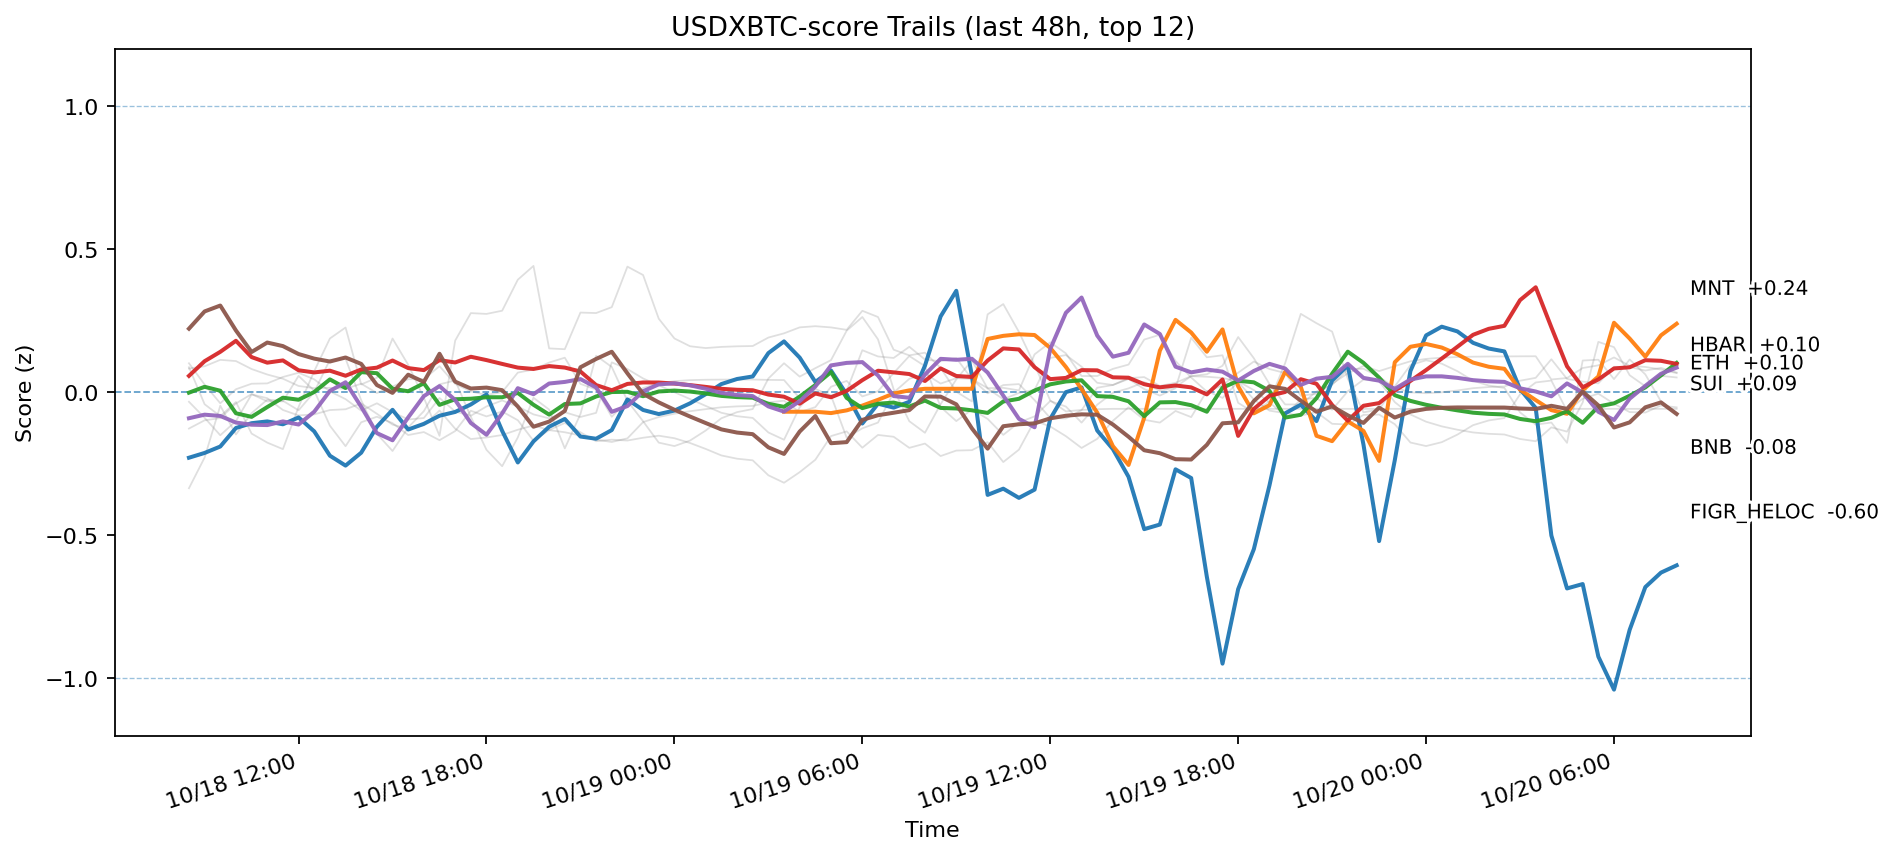 USDXBTC-score Trails (last 48h, top 12)
Score (z)
1.0
0.5
0.0
−0.5
−1.0
MNT +0.24
HBAR +0.10
ETH +0.10
SUI +0.09
BNB -0.08
FIGR_HELOC -0.60
10/18 12:00
10/18 18:00
10/19 00:00
10/19 06:00
10/19 12:00
10/19 18:00
10/20 00:00
10/20 06:00
Time